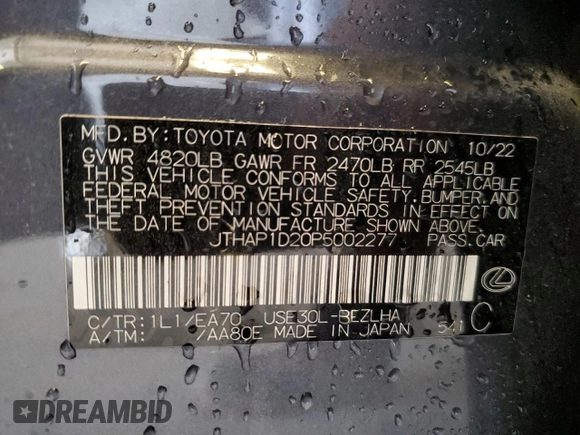 MFD.BY:TOYOTA MOTOR CORPORATION 10/22
GVWR 4820LB GAWR FR 2470LB RR 2545LB
THIS VEHICLE CONFORMS TO ALL APPLICABLE
FEDERAL MOTOR VEHICLE SAFETY,BUMPER,AND
THEFT PREVENTION STANDARDS IN EFFECT ON
THE DATE OF MANUFACTURE SHOWN ABOVE.
JTHAP1D20P5002277 PASS.CAR
C/TR:1L1/EA70 USE30L-BEZLHA
A/TM: /AA80E MADE IN JAPAN 541 C
DREAMBID